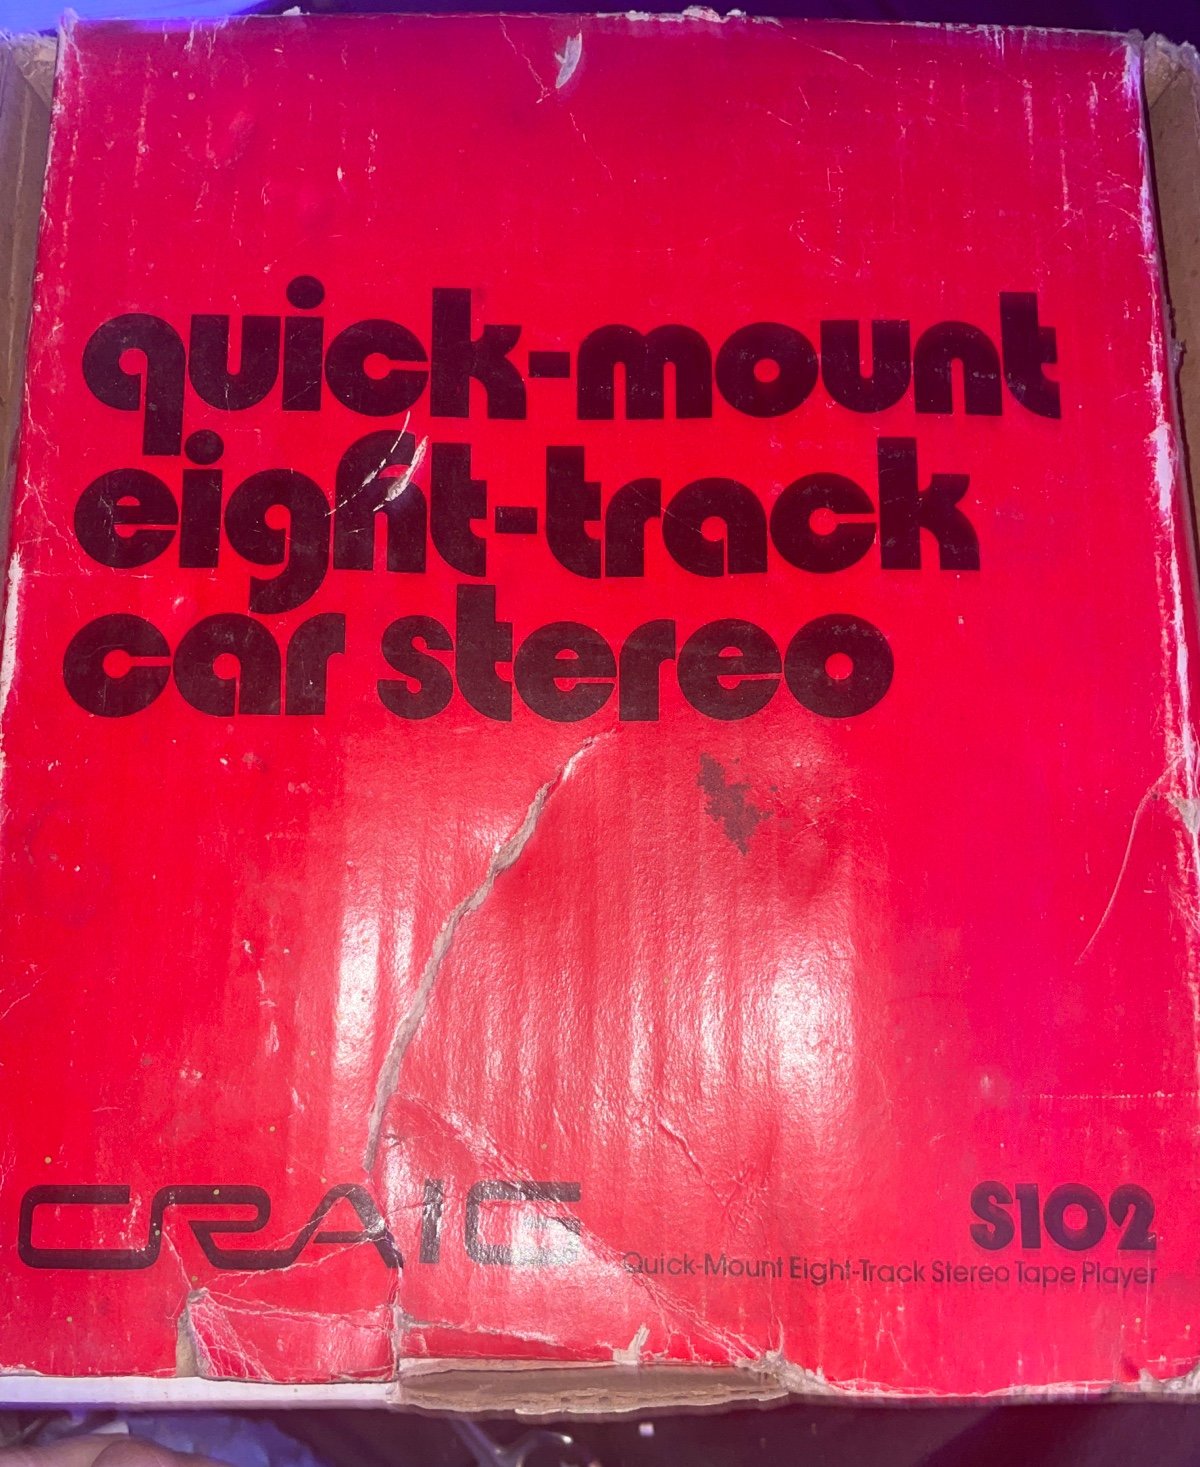 quick-mount
eight-track
car stereo
CRAIG
S102
Quick-Mount Eight-Track Stereo Tape Player